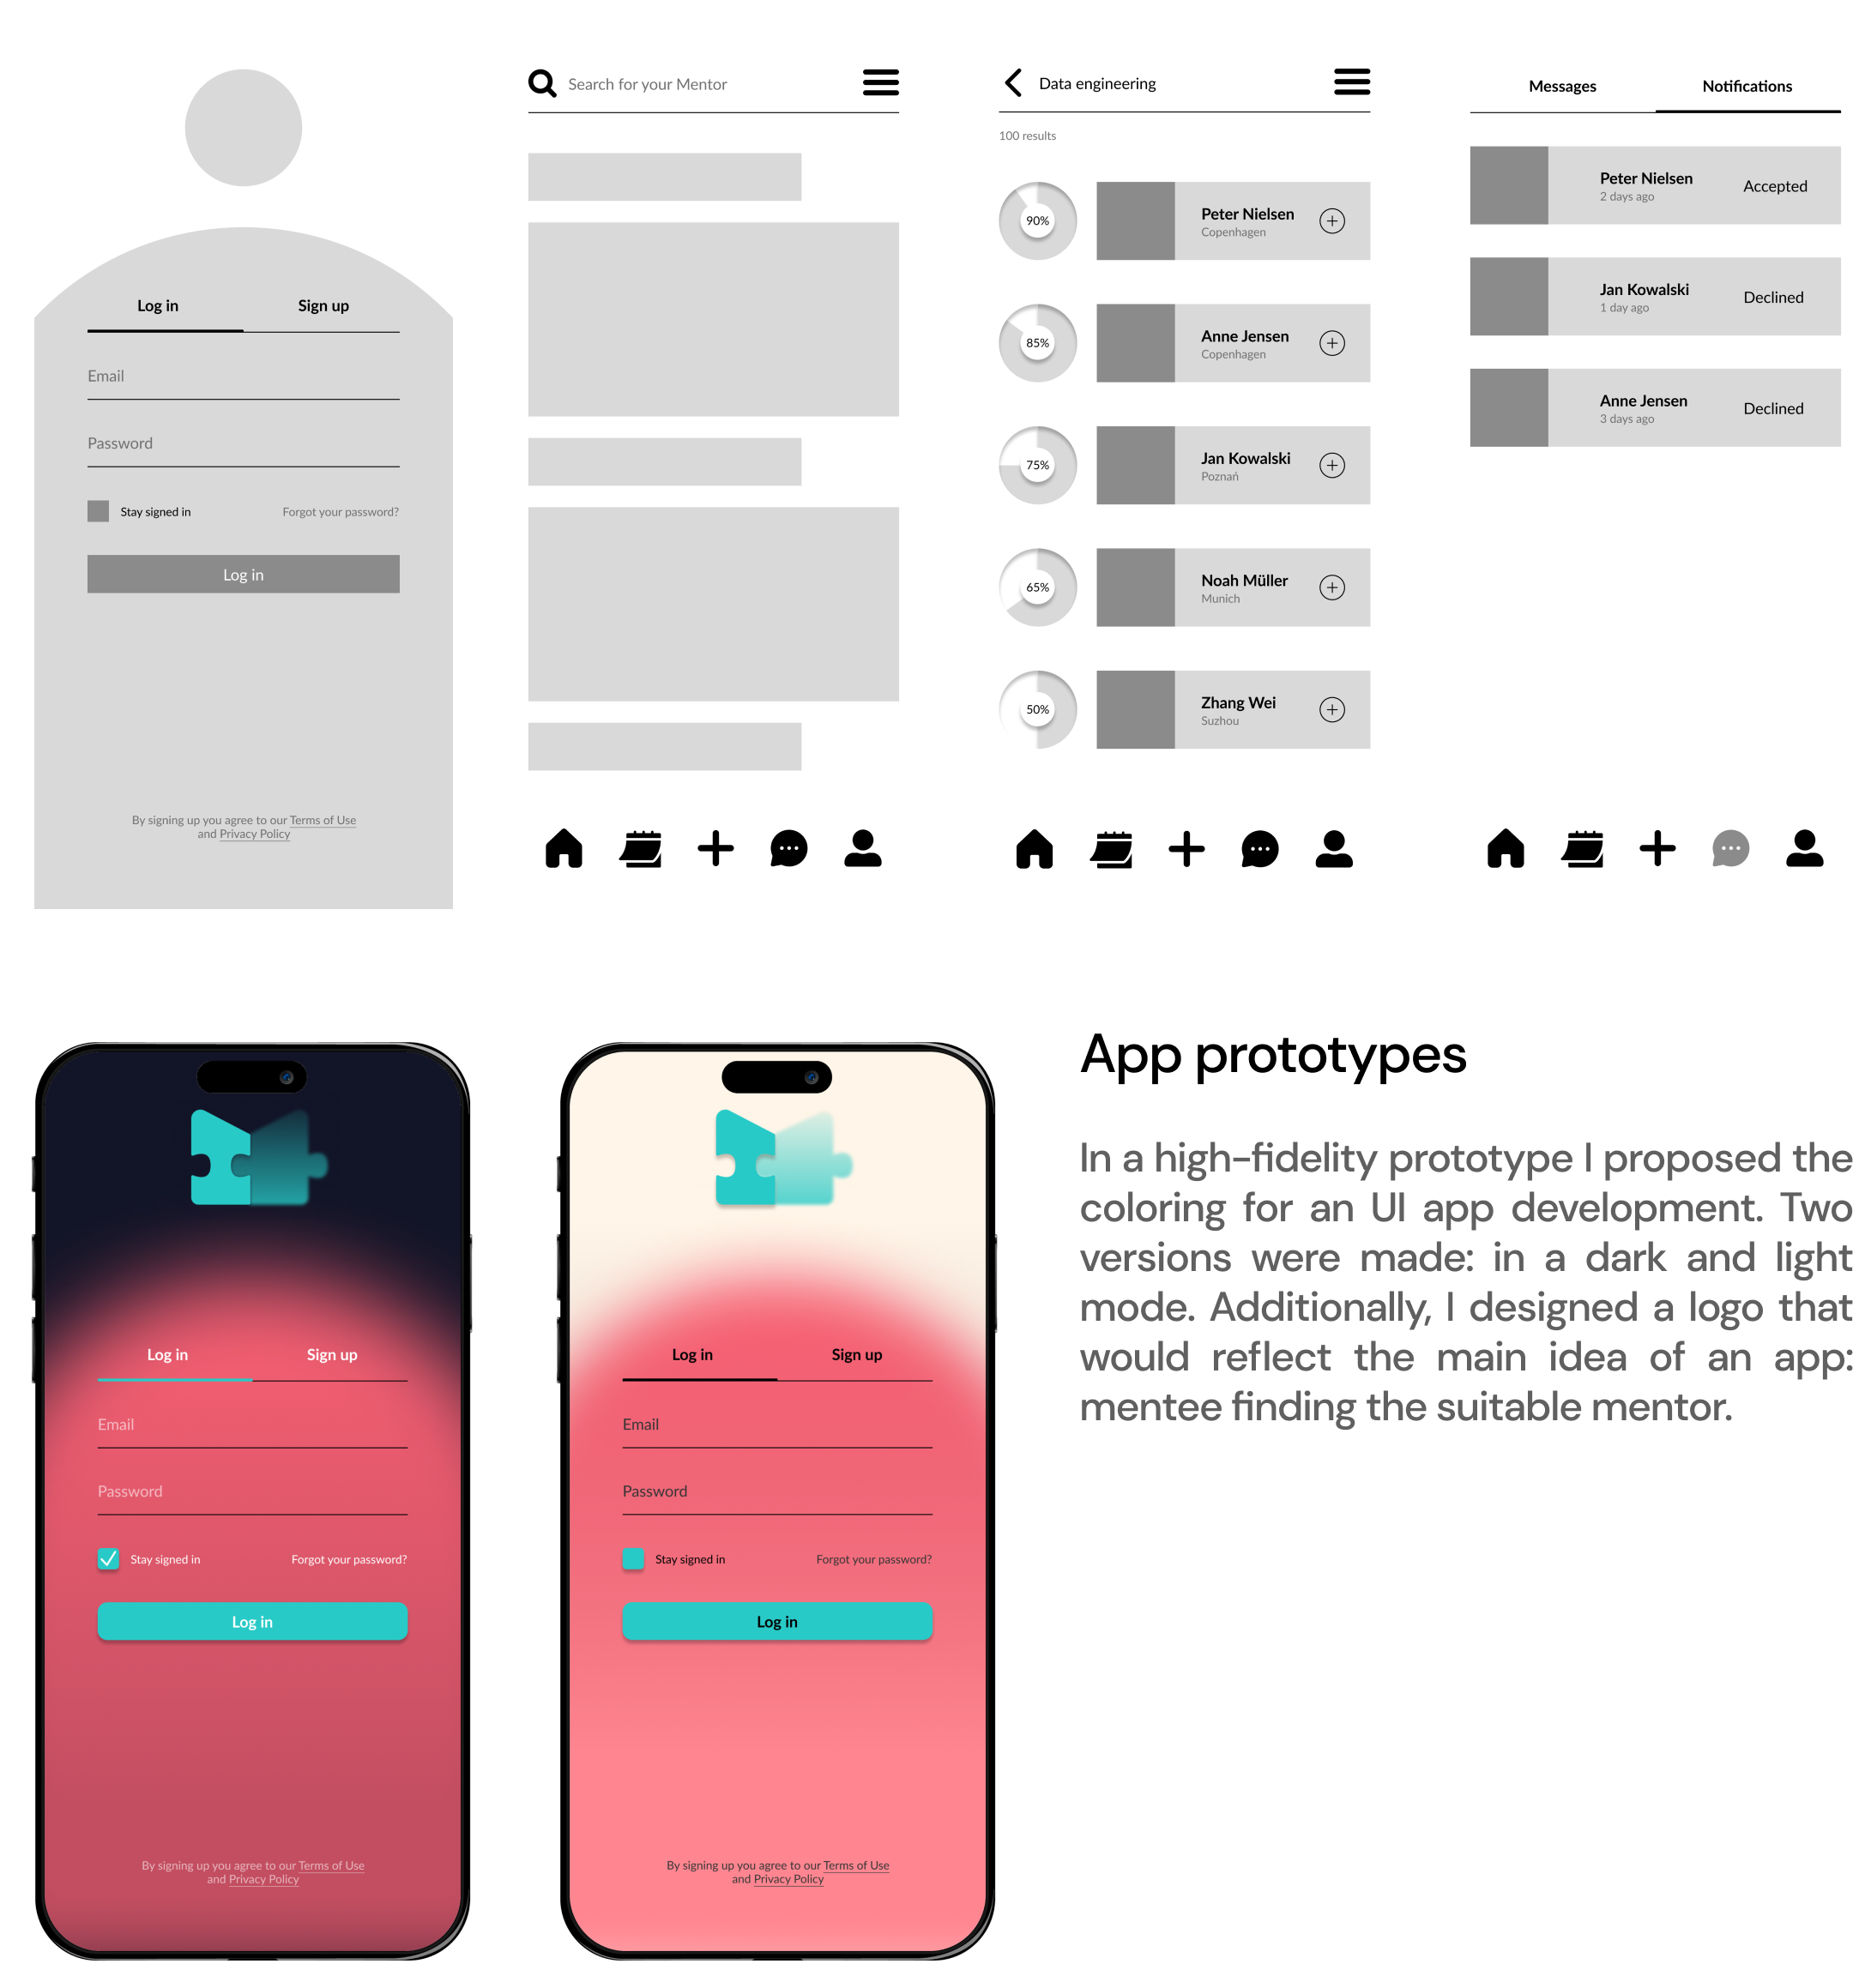 Log in
Sign up
Email
Password
Stay signed in
Forgot your password?
Log in
By signing up you agree to our Terms of Use
and Privacy Policy
Search for your Mentor
Data engineering
100 results
90%
Peter Nielsen
Copenhagen
85%
Anne Jensen
Copenhagen
75%
Jan Kowalski
Poznań
65%
Noah Müller
Munich
50%
Zhang Wei
Suzhou
Messages
Notifications
Peter Nielsen
2 days ago
Accepted
Jan Kowalski
1 day ago
Declined
Anne Jensen
3 days ago
Declined
Log in
Sign up
Email
Password
Stay signed in
Forgot your password?
Log in
By signing up you agree to our Terms of Use
and Privacy Policy
Log in
Sign up
Email
Password
Stay signed in
Forgot your password?
Log in
By signing up you agree to our Terms of Use
and Privacy Policy
App prototypes
In a high-fidelity prototype I proposed the
coloring for an UI app development. Two
versions were made: in a dark and light
mode. Additionally, I designed a logo that
would reflect the main idea of an app:
mentee finding the suitable mentor.